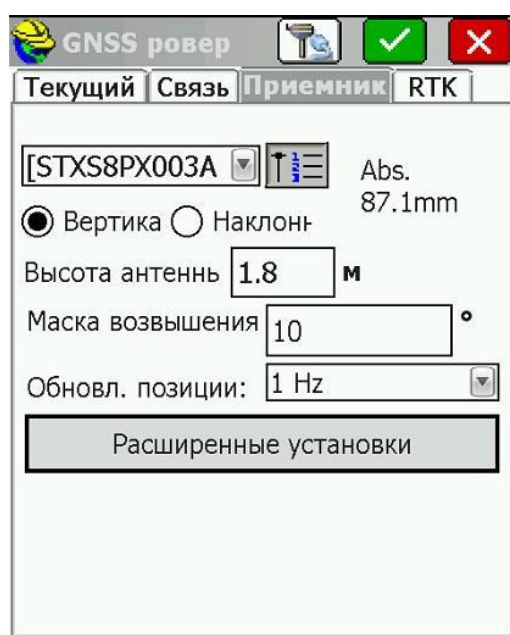 GNSS ровер
Текущий Связь Приемник RTK
[STXS8PX003A
Abs.
87.1mm
Вертика Наклонн
Высота антеннь 1.8 м
Маска возвышения 10 °
Обновл. позиции: 1 Hz
Расширенные установки